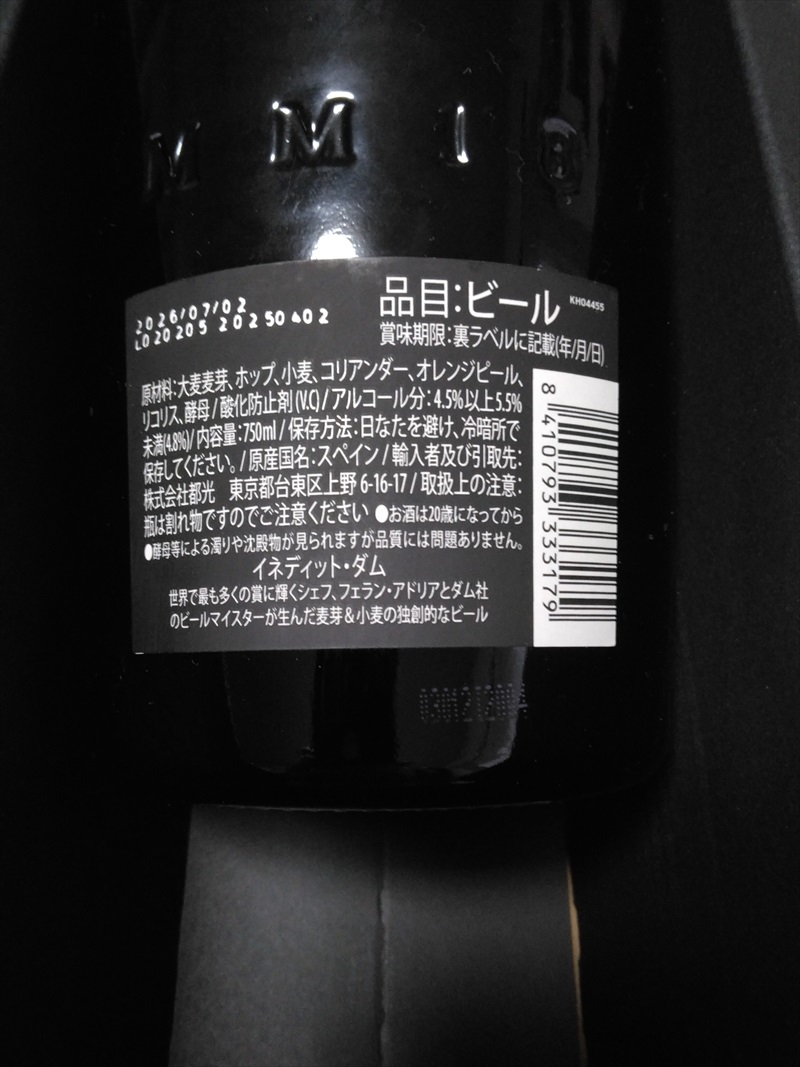 M M I
品目:ビール
KH04455
2026/07/02
賞味期限:裏ラベルに記載(年/月/日)
原材料:大麦麦芽、ホップ、小麦、コリアンダー、オレンジピール、
リコリス、酵母/酸化防止剤(V.C)/アルコール分:4.5%以上5.5%
未満(4.8%)/内容量:750ml/保存方法:日なたを避け、冷暗所で
保存してください。/原産国名:スペイン/輸入者及び引取先:
株式会社都光 東京都台東区上野6-16-17/取扱上の注意:
瓶は割れ物ですのでご注意ください ●お酒は20歳になってから
●酵母等による濁りや沈殿物が見られますが品質には問題ありません。
イネディット・ダム
世界で最も多くの賞に輝くシェフ、フェラン・アドリアとダム社
のビールマイスターが生んだ麦芽&小麦の独創的なビール
8 410793 333179